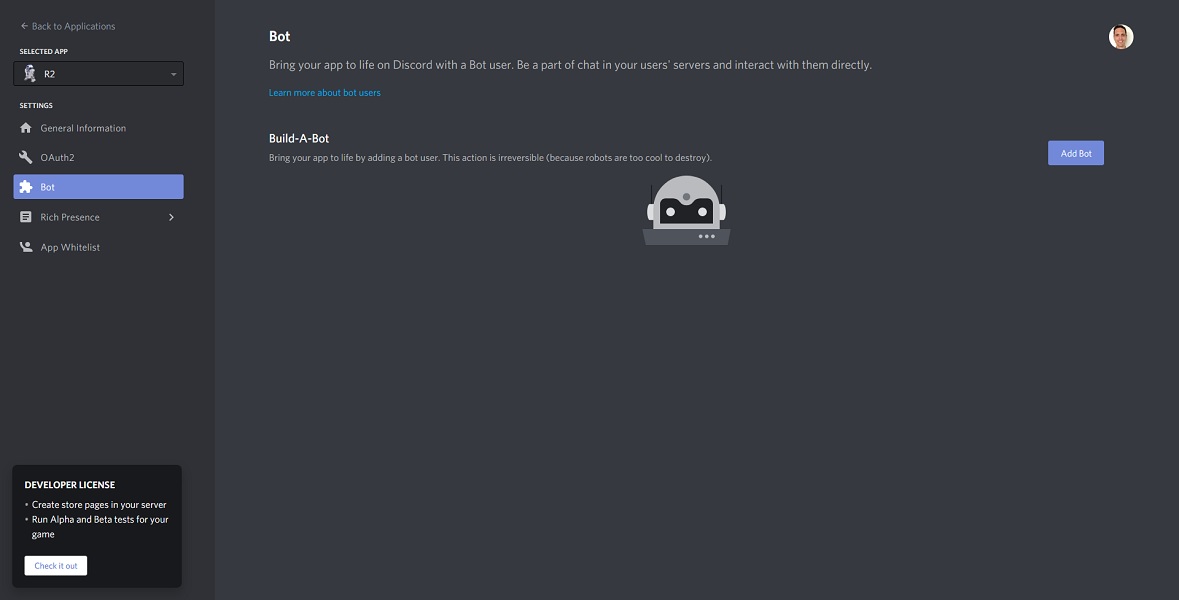 Back to Applications
SELECTED APP
R2
SETTINGS
General Information
OAuth2
Bot
Rich Presence
App Whitelist
DEVELOPER LICENSE
• Create store pages in your server
• Run Alpha and Beta tests for your
game
Check it out
Bot
Bring your app to life on Discord with a Bot user. Be a part of chat in your users' servers and interact with them directly.
Learn more about bot users
Build-A-Bot
Bring your app to life by adding a bot user. This action is irreversible (because robots are too cool to destroy).
Add Bot